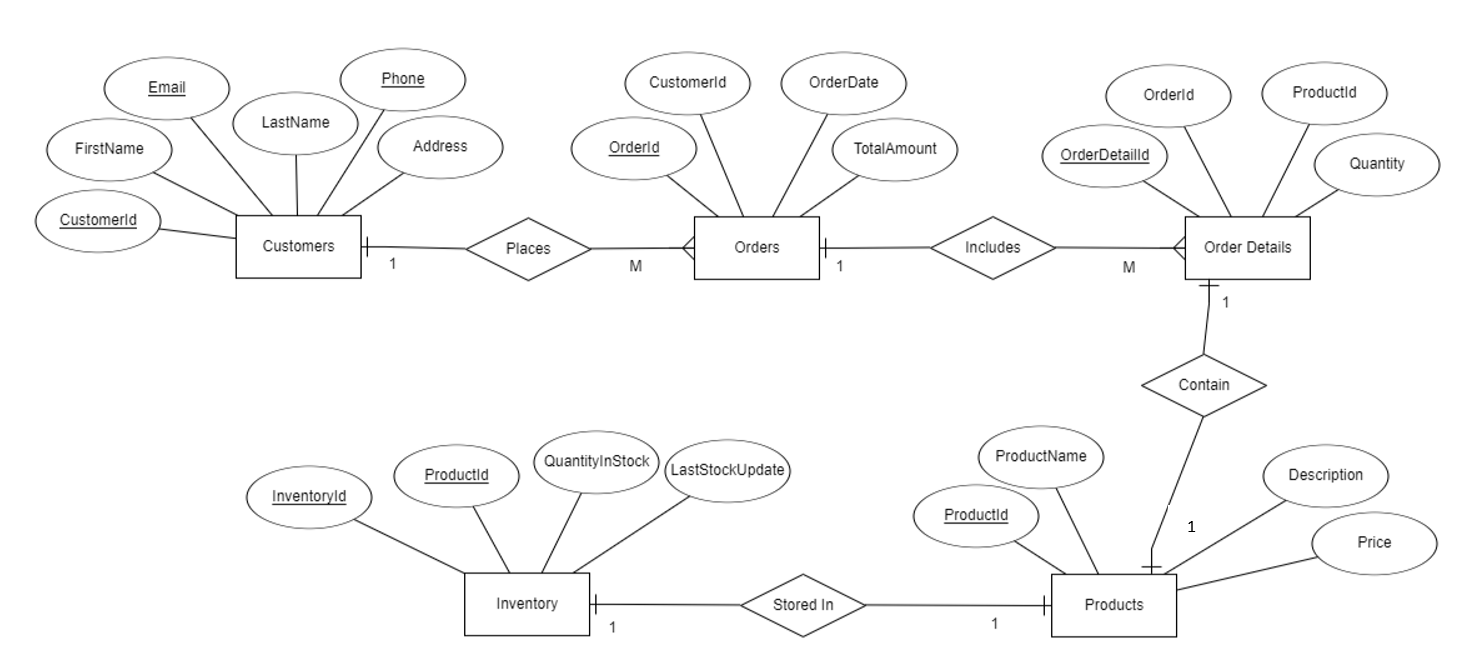 Email
Phone
FirstName
LastName
Address
CustomerId
Customers
1
Places
M
CustomerId
OrderDate
OrderId
TotalAmount
Orders
1
Includes
M
OrderId
ProductId
OrderDetailId
Quantity
Order Details
1
Contain
1
InventoryId
ProductId
QuantityInStock
LastStockUpdate
Inventory
1
Stored In
1
ProductName
ProductId
Description
Price
Products